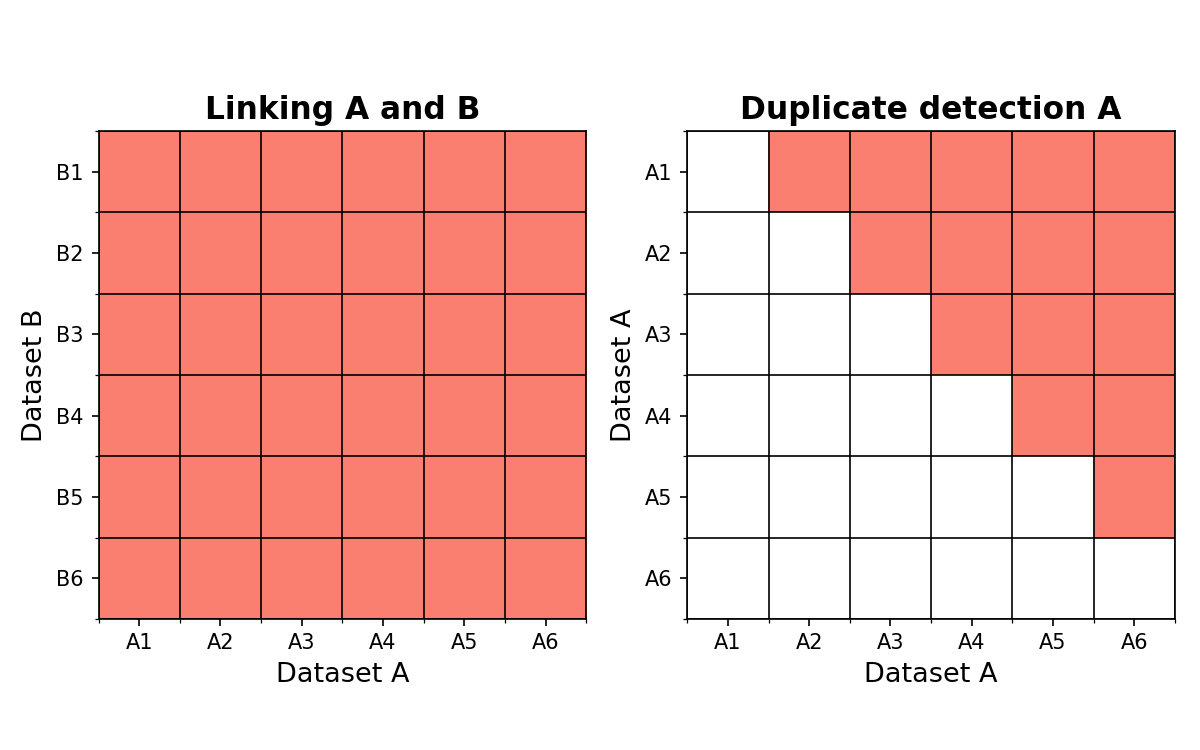 Linking A and B
Dataset B
B1
B2
B3
B4
B5
B6
A1 A2 A3 A4 A5 A6
Dataset A
Duplicate detection A
Dataset A
A1
A2
A3
A4
A5
A6
A1 A2 A3 A4 A5 A6
Dataset A